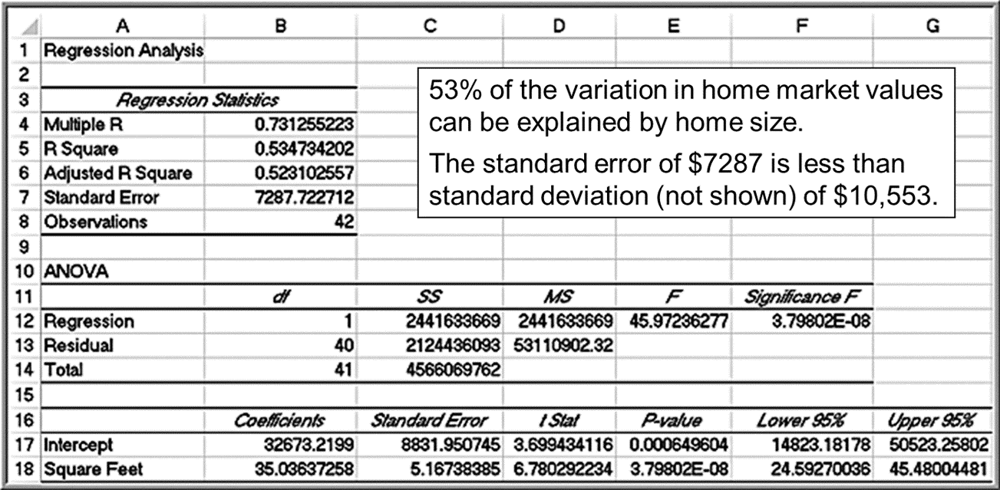 A B C D E F G
1 Regression Analysis
2
3 Regression Statistics
4 Multiple R 0.731255223
5 R Square 0.534734202
6 Adjusted R Square 0.523102557
7 Standard Error 7287.722712
8 Observations 42
53% of the variation in home market values
can be explained by home size.
The standard error of $7287 is less than
standard deviation (not shown) of $10,553.
9
10 ANOVA
11 df SS MS F Significance F
12 Regression 1 2441633669 2441633669 45.97236277 3.79802E-08
13 Residual 40 2124436093 53110902.32
14 Total 41 4566069762
15
16 Coefficients Standard Error t Stat P-value Lower 95% Upper 95%
17 Intercept 32673.2199 8831.950745 3.699434116 0.000649604 14823.18178 50523.25802
18 Square Feet 35.03637258 5.16738385 6.780292234 3.79802E-08 24.59270036 45.48004481